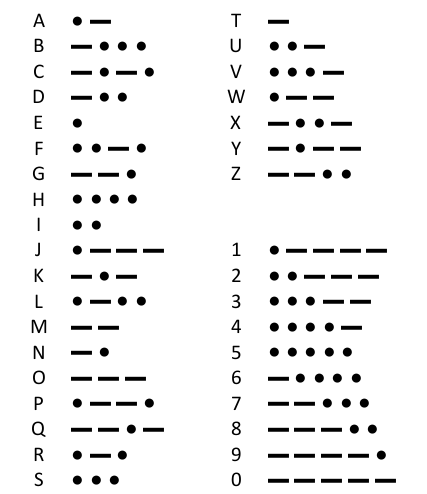 A •—
B —•••
C —•—•
D —••
E •
F ••—•
G ——•
H ••••
I ••
J •———
K —•—
L •—••
M ——
N —•
O ———
P •——•
Q ——•—
R •—•
S •••
T —
U ••—
V •••—
W •——
X —••—
Y —•——
Z ——••
1 •————
2 ••———
3 •••——
4 ••••—
5 •••••
6 —••••
7 ——•••
8 ———••
9 ————•
0 —————